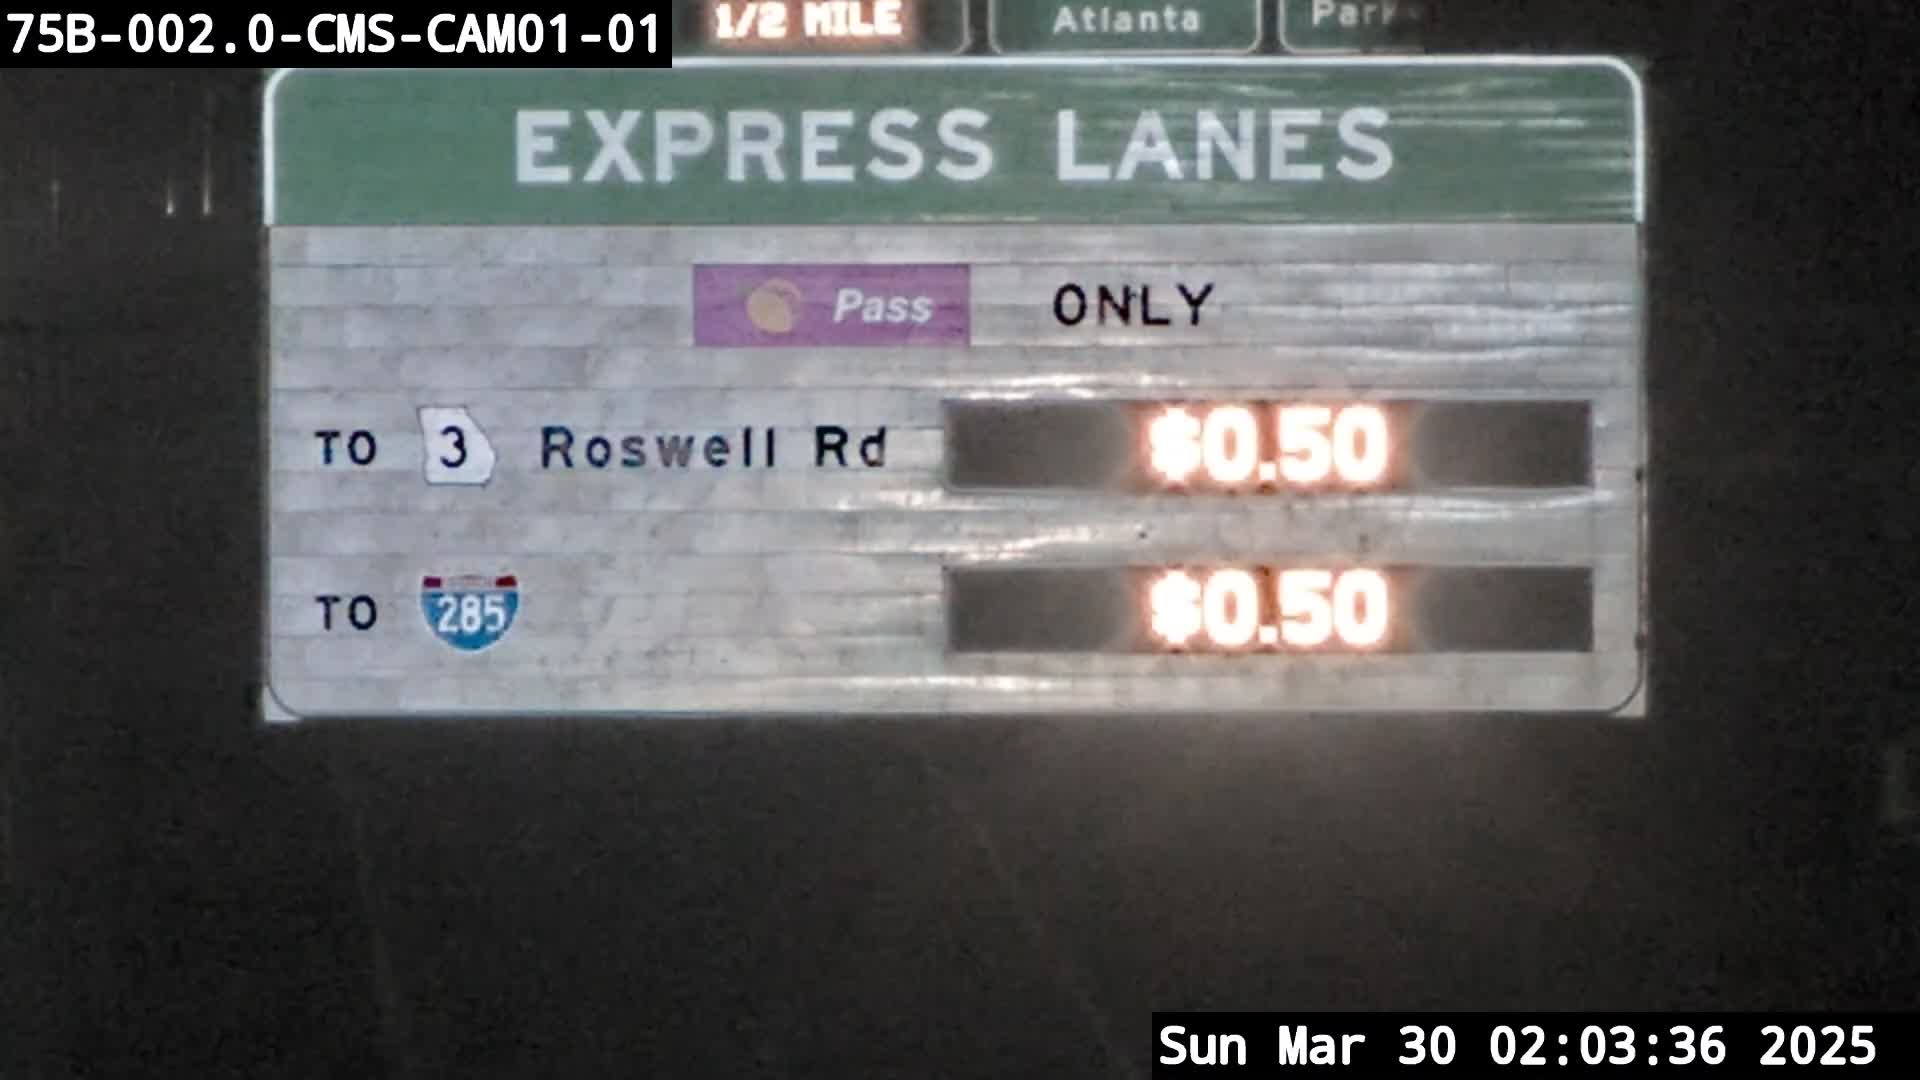 75B-002.0-CMS-CAM01-01
1/2 MILE
Atlanta
Park
EXPRESS LANES
Pass ONLY
TO 3 Roswell Rd $0.50
TO 285 $0.50
Sun Mar 30 02:03:36 2025